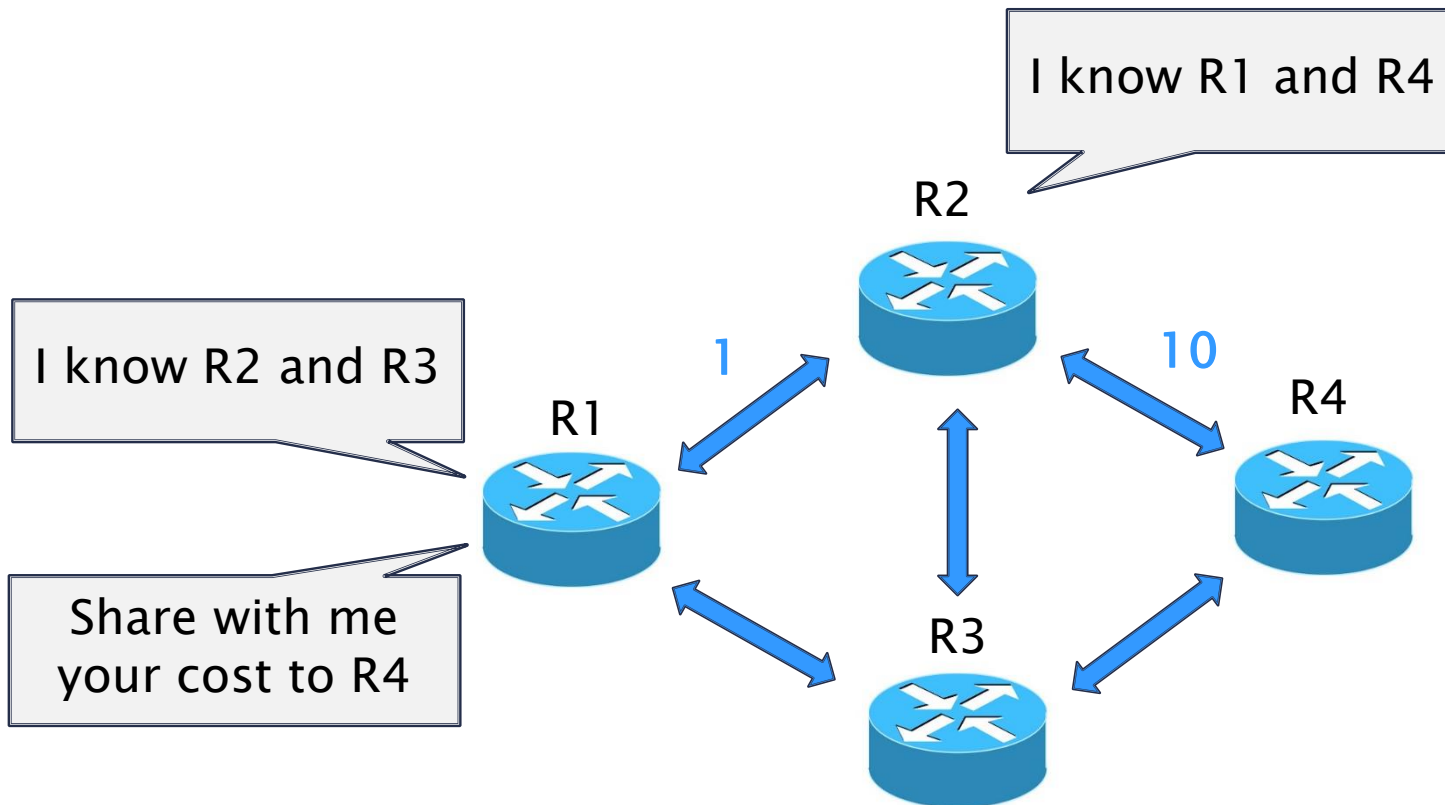 I know R1 and R4
R2
I know R2 and R3
1
10
R1
R4
Share with me
your cost to R4
R3